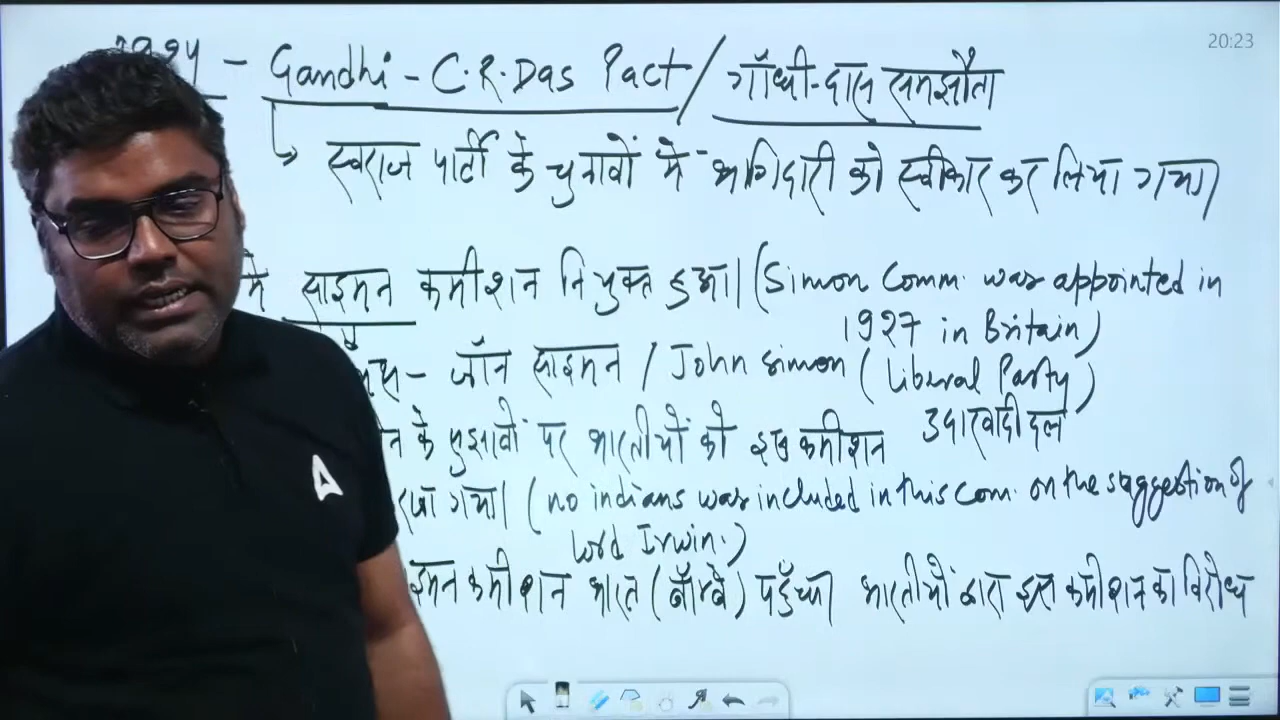 20:23
1924 - Gandhi - C.R.Das Pact / गाँधी-दास समझौता
स्वराज पार्टी के चुनावों में भागिदारी को स्वीकार कर लिया गया
में साइमन कमीशन नियुक्त हुआ। (Simon Comm. was appointed in
1927 in Britain)
जॉन साइमन / John simon (Liberal Party)
उदारवादी दल
के सुझावों पर भारतीयों को इस कमीशन
गया। (no indians was included in this Com. on the suggestion of
lord Irwin.)
कमीशन भारत (बॉम्बे) पहुँचा भारतीयों द्वारा इस कमीशन का विरोध